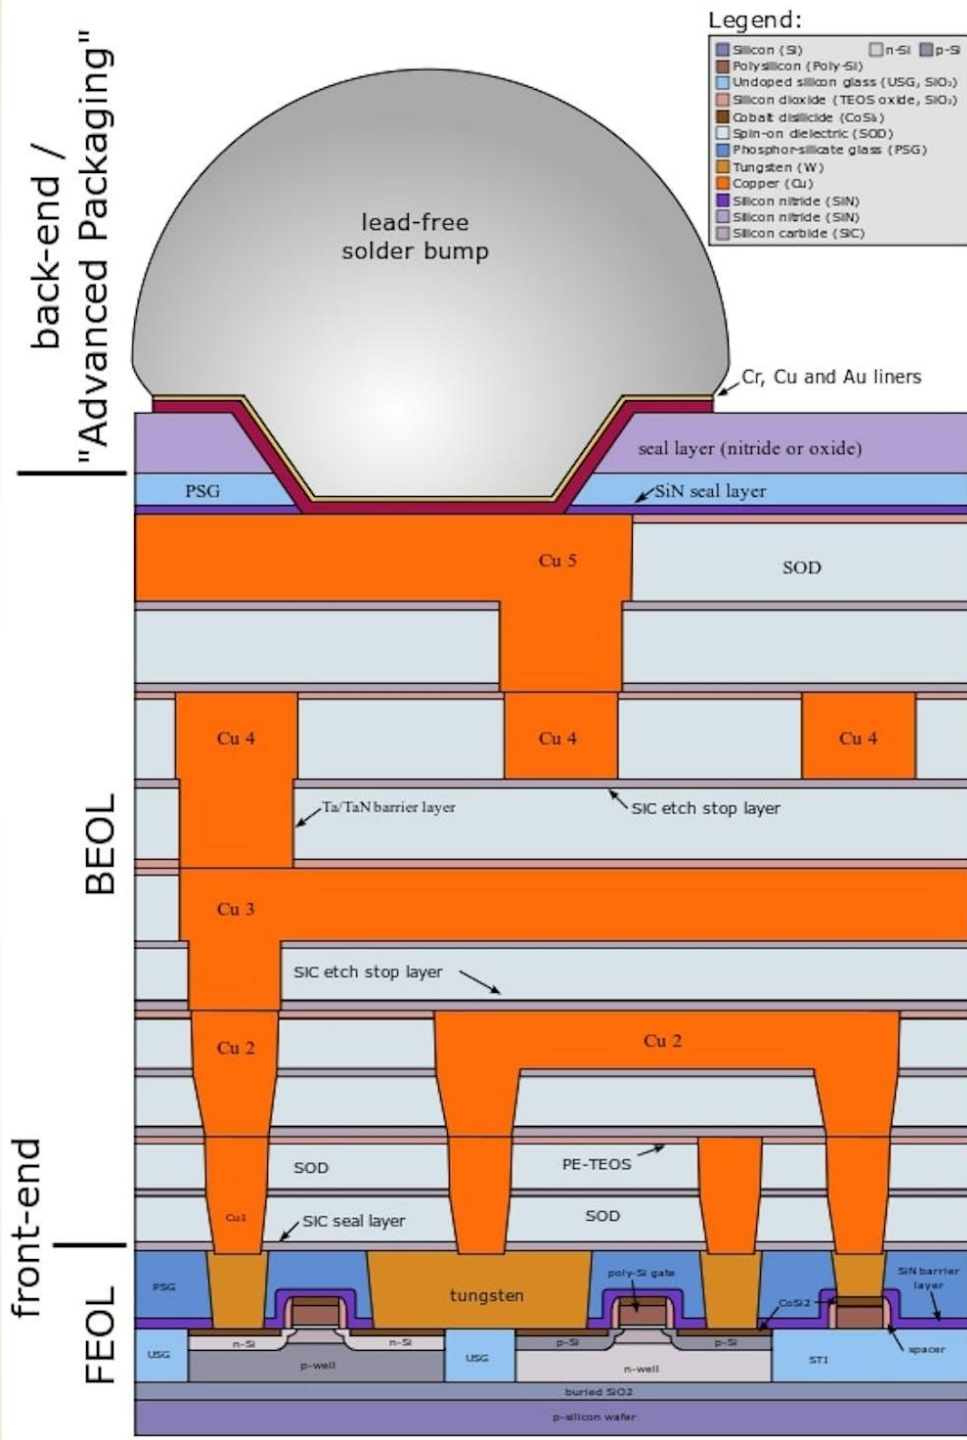 Legend:
Silicon (Si) n-Si p-Si
Polysilicon (Poly-Si)
Undoped silicon glass (USG, SiO₂)
Silicon dioxide (TEOS oxide, SiO₂)
Cobalt disilicide (CoSi₂)
Spin-on dielectric (SOD)
Phosphor-silicate glass (PSG)
Tungsten (W)
Copper (Cu)
Silicon nitride (SiN)
Silicon nitride (SiN)
Silicon carbide (SiC)
back-end /
"Advanced Packaging"
lead-free
solder bump
Cr, Cu and Au liners
seal layer (nitride or oxide)
PSG
SiN seal layer
Cu 5
SOD
Cu 4
Cu 4
Cu 4
BEOL
Ta/TaN barrier layer
SIC etch stop layer
Cu 3
SIC etch stop layer
Cu 2
Cu 2
front-end
SOD
PE-TEOS
Cu1
SIC seal layer
SOD
FEOL
PSG
tungsten
poly-Si gate
SiN barrier
layer
CoSi2
spacer
USG
n-Si
n-Si
p-well
USG
p-Si
p-Si
n-well
STI
buried SiO2
p-silicon wafer